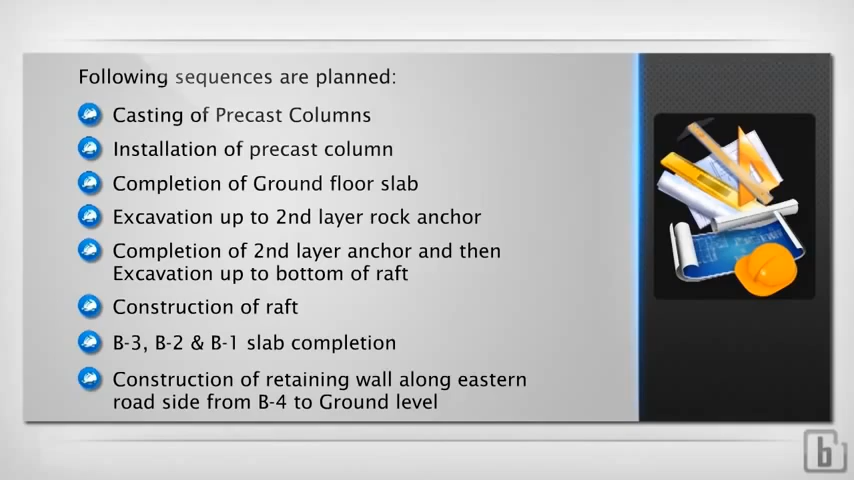 Following sequences are planned:
Casting of Precast Columns
Installation of precast column
Completion of Ground floor slab
Excavation up to 2nd layer rock anchor
Completion of 2nd layer anchor and then
Excavation up to bottom of raft
Construction of raft
B-3, B-2 & B-1 slab completion
Construction of retaining wall along eastern
road side from B-4 to Ground level
b